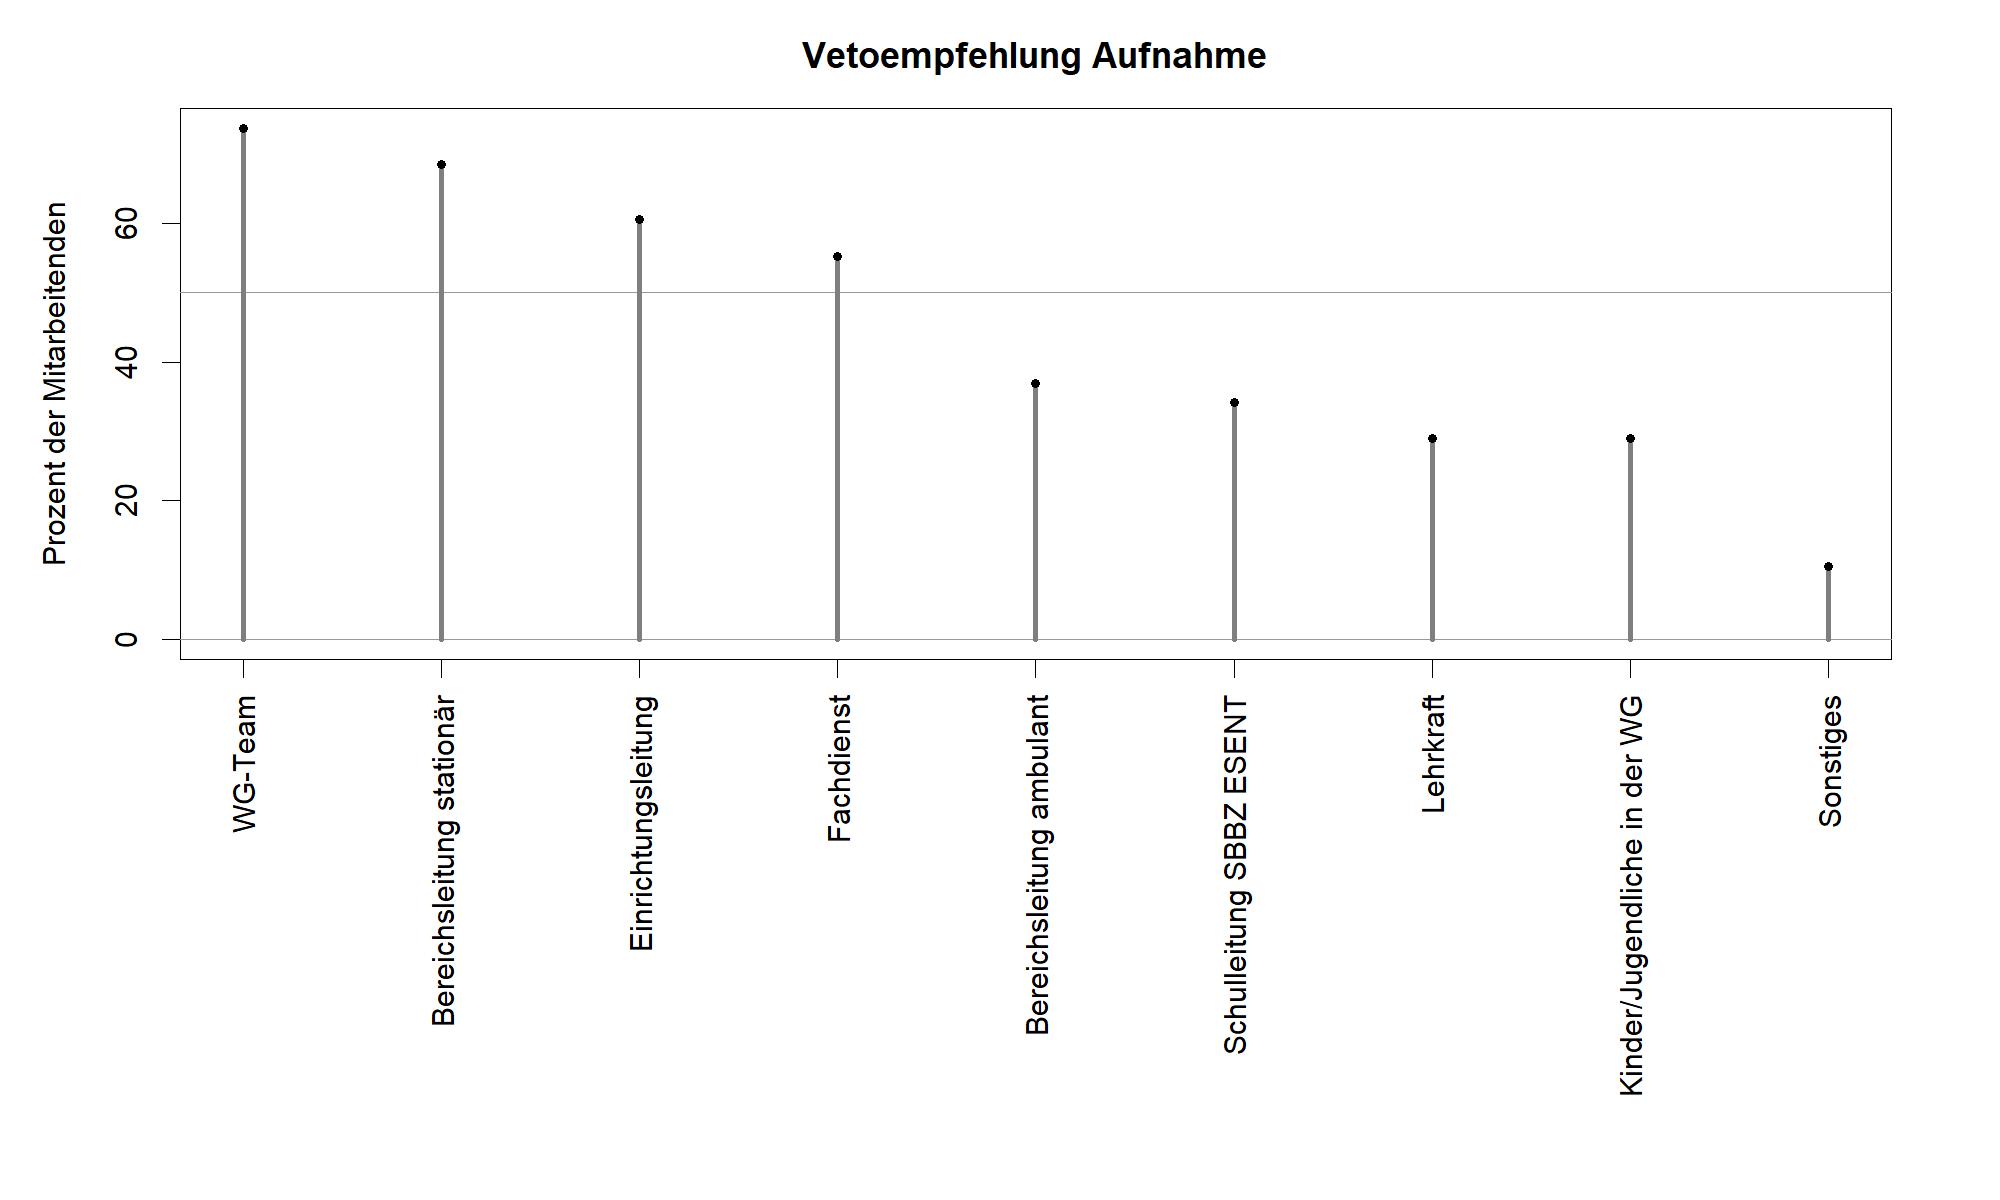 Vetoempfehlung Aufnahme
Prozent der Mitarbeitenden
60
40
20
0
WG-Team
Bereichsleitung stationär
Einrichtungsleitung
Fachdienst
Bereichsleitung ambulant
Schulleitung SBBZ ESENT
Lehrkraft
Kinder/Jugendliche in der WG
Sonstiges